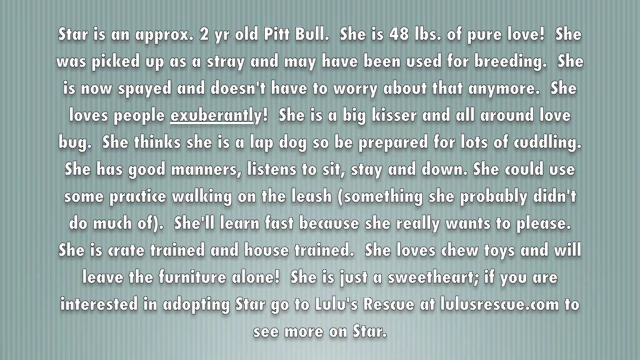 Star is an approx. 2 yr old Pitt Bull.  She is 48 lbs. of pure love!  She
was picked up as a stray and may have been used for breeding.  She
is now spayed and doesn't have to worry about that anymore.  She
loves people exuberantly!  She is a big kisser and all around love
bug.  She thinks she is a lap dog so be prepared for lots of cuddling.
She has good manners, listens to sit, stay and down. She could use
some practice walking on the leash (something she probably didn't
do much of).  She'll learn fast because she really wants to please.
She is crate trained and house trained.  She loves chew toys and will
leave the furniture alone!  She is just a sweetheart; if you are
interested in adopting Star go to Lulu's Rescue at lulusrescue.com to
see more on Star.